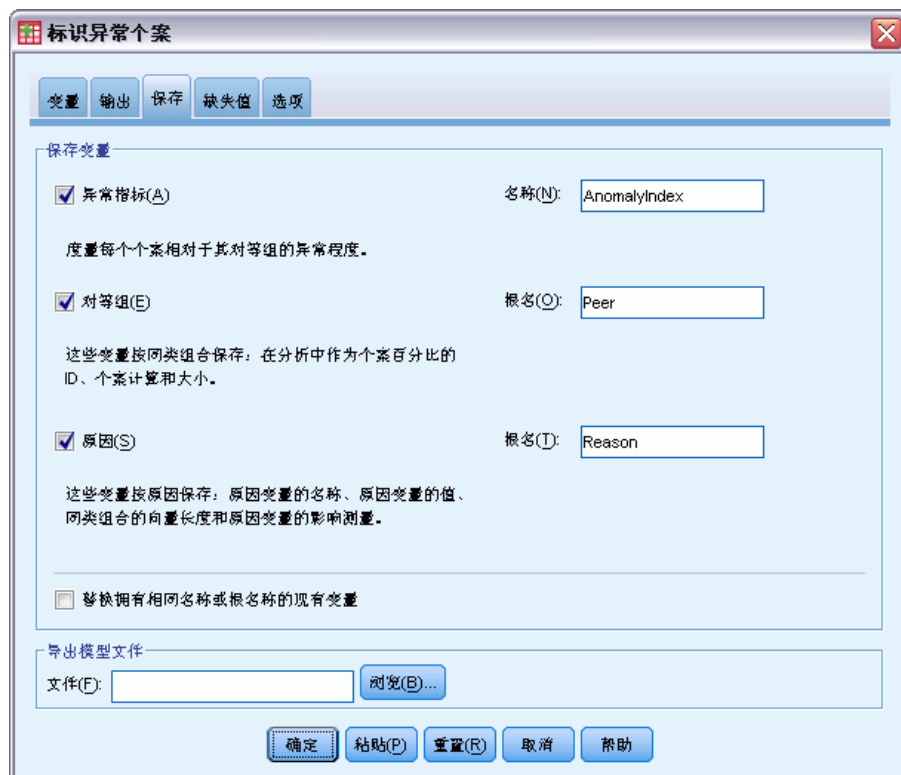 标识异常个案
变量 输出 保存 缺失值 选项
保存变量
异常指标(A) 名称(N): AnomalyIndex
度量每个个案相对于其对等组的异常程度。
对等组(E) 根名(O): Peer
这些变量按同类组合保存：在分析中作为个案百分比的
ID、个案计算和大小。
原因(S) 根名(T): Reason
这些变量按原因保存：原因变量的名称、原因变量的值、
同类组合的向量长度和原因变量的影响测量。
替换拥有相同名称或根名称的现有变量
导出模型文件
文件(F): 浏览(B)...
确定 粘贴(P) 重置(R) 取消 帮助